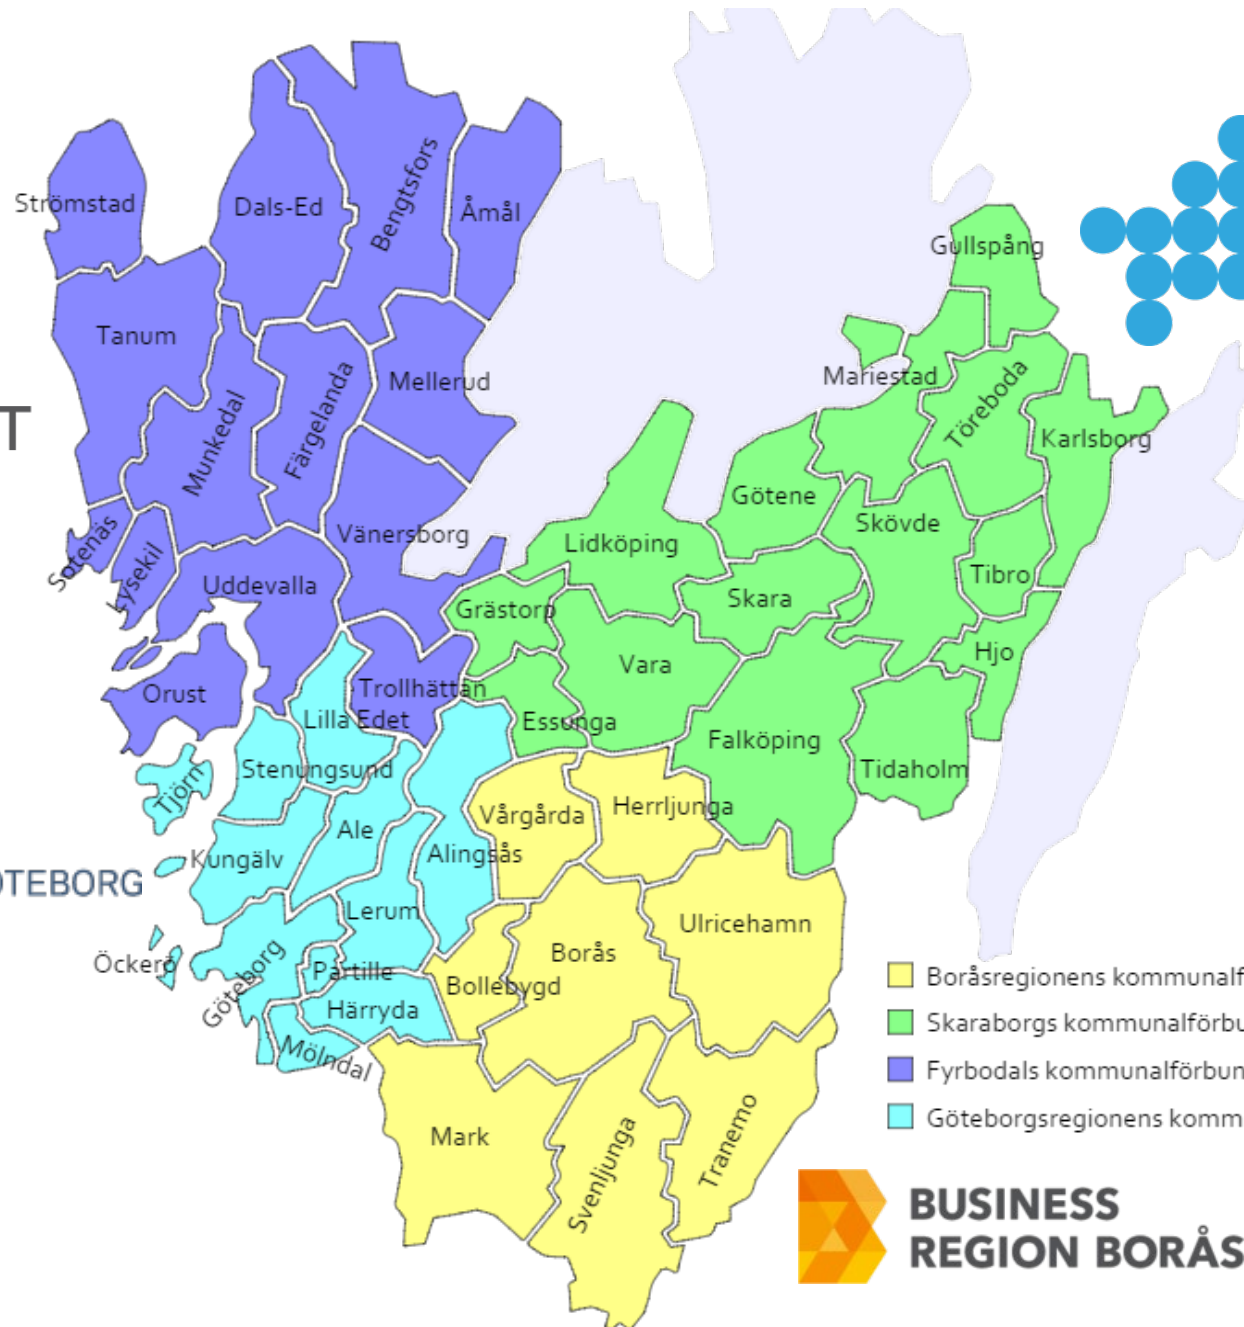 Strömstad
Dals-Ed
Bengtsfors
Åmål
Gullspång
Tanum
Mellerud
Mariestad
Töreboda
T
Munkedal
Färgelanda
Karlsborg
Götene
Skövde
Vänersborg
Lidköping
Sotenäs
Lysekil
Uddevalla
Tibro
Skara
Grästorp
Hjo
Vara
Orust
Trollhättan
Lilla Edet
Essunga
Falköping
Stenungsund
Tidaholm
Tjörn
Herrljunga
Vårgårda
Ale
Alingsås
Kungälv
ÖTEBORG
Lerum
Ulricehamn
Borås
Öckerö
Göteborg
Partille
Bollebygd
Härryda
Mölndal
Boråsregionens kommunalf
Skaraborgs kommunalförbu
Fyrbodals kommunalförbun
Göteborgsregionens komm
Mark
Svenljunga
Tranemo
BUSINESS
REGION BORÅS